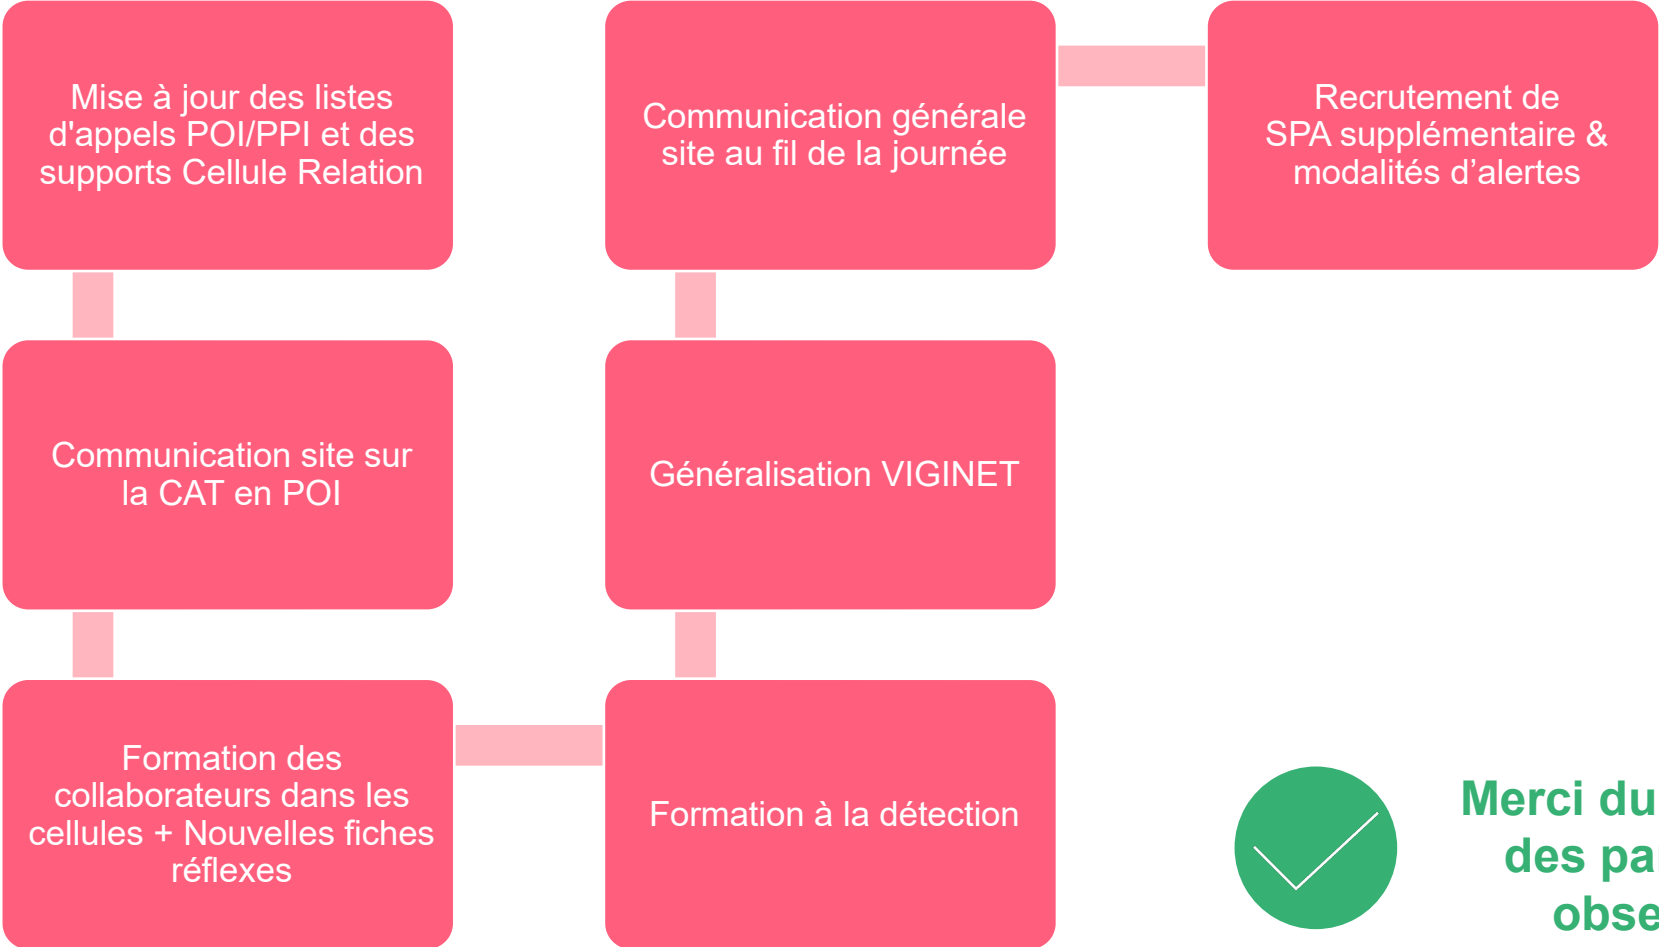 Mise à jour des listes
d'appels POI/PPI et des
supports Cellule Relation
Communication site sur
la CAT en POI
Formation des
collaborateurs dans les
cellules + Nouvelles fiches
réflexes
Formation à la détection
Généralisation VIGINET
Communication générale
site au fil de la journée
Recrutement de
SPA supplémentaire &
modalités d’alertes
Merci du
des